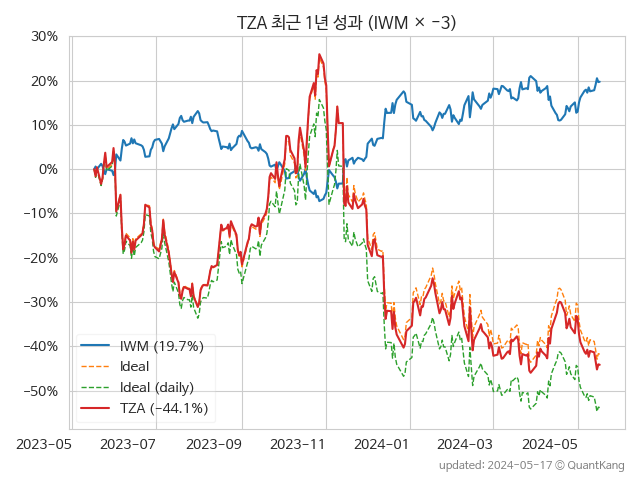 TZA 최근 1년 성과 (IWM × −3)
30%
20%
10%
0%
−10%
−20%
−30%
−40%
−50%
IWM (19.7%)
Ideal
Ideal (daily)
TZA (−44.1%)
2023-05 2023-07 2023-09 2023-11 2024-01 2024-03 2024-05
updated: 2024-05-17 © QuantKang